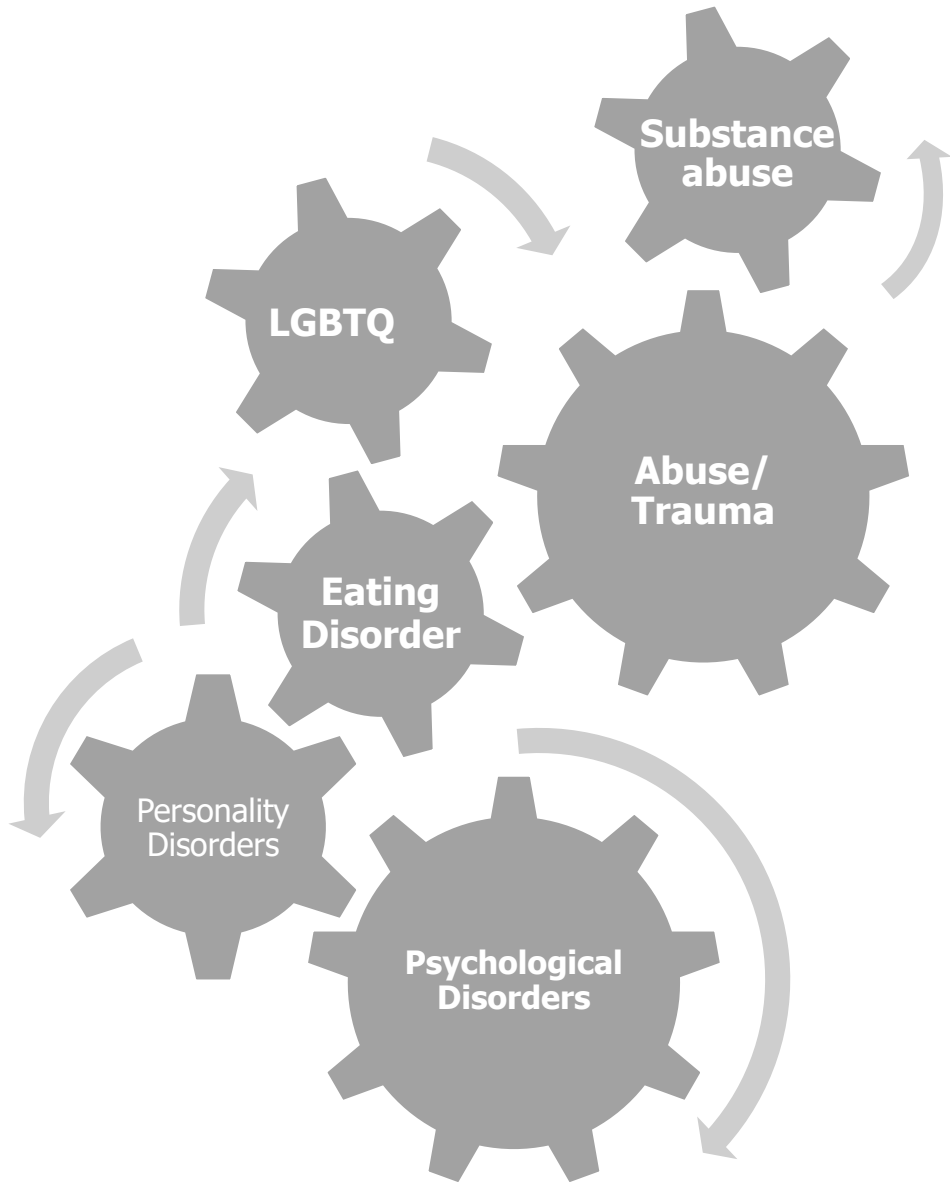 Substance
abuse
LGBTQ
Abuse/
Trauma
Eating
Disorder
Personality
Disorders
Psychological
Disorders